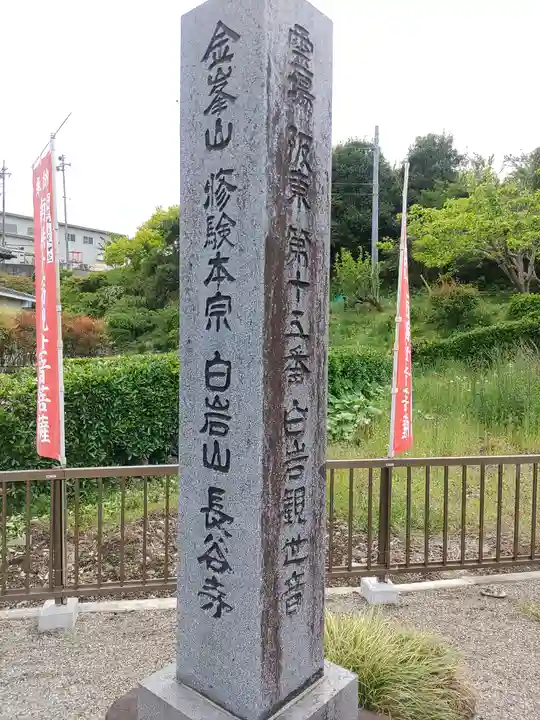 霊場 阪東 第十五番 白岩観世音
金峯山 修験本宗 白岩山 長谷寺